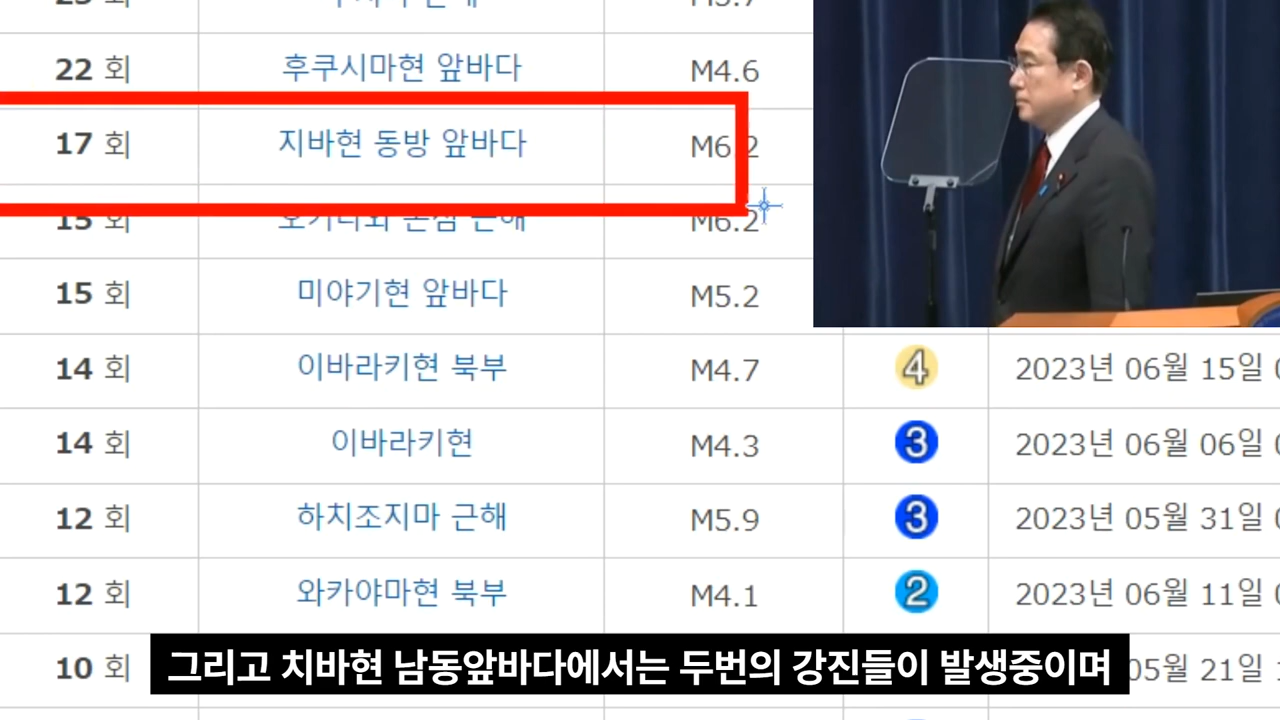 22 회 후쿠시마현 앞바다 M4.6
17 회 지바현 동방 앞바다 M6.2
15 회 근해 M6.2
15 회 미야기현 앞바다 M5.2
14 회 이바라키현 북부 M4.7 4 2023년 06월 15일
14 회 이바라키현 M4.3 3 2023년 06월 06일
12 회 하치조지마 근해 M5.9 3 2023년 05월 31일
12 회 와카야마현 북부 M4.1 2 2023년 06월 11일
10 회 05월 21일
그리고 치바현 남동앞바다에서는 두번의 강진들이 발생중이며